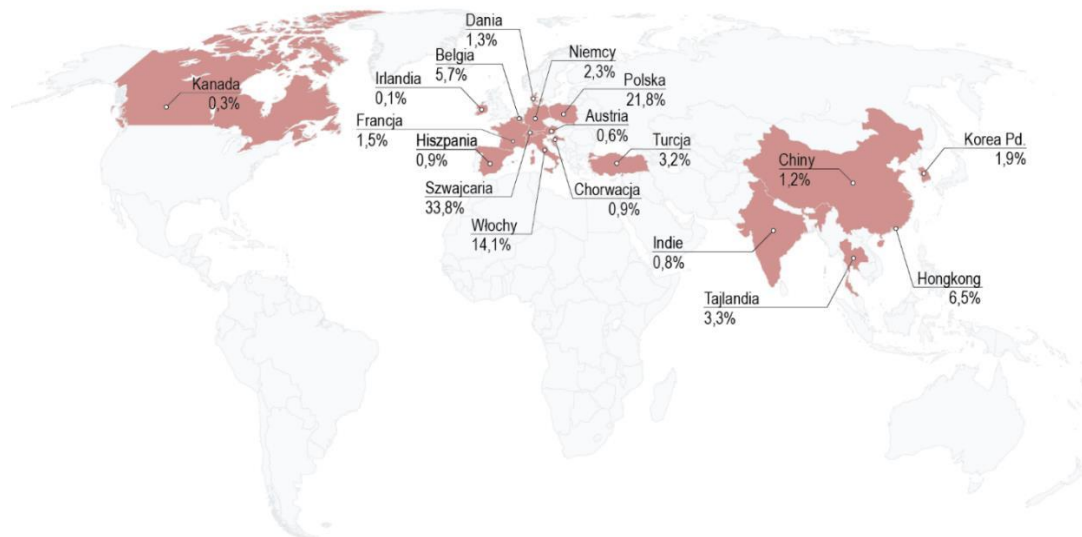 Dania
1,3%
Belgia
5,7%
Niemcy
2,3%
Irlandia
0,1%
Polska
21,8%
Kanada
0,3%
Francja
1,5%
Austria
0,6%
Hiszpania
0,9%
Turcja
3,2%
Korea Pd.
1,9%
Chiny
1,2%
Szwajcaria
33,8%
Chorwacja
0,9%
Włochy
14,1%
Indie
0,8%
Hongkong
6,5%
Tajlandia
3,3%